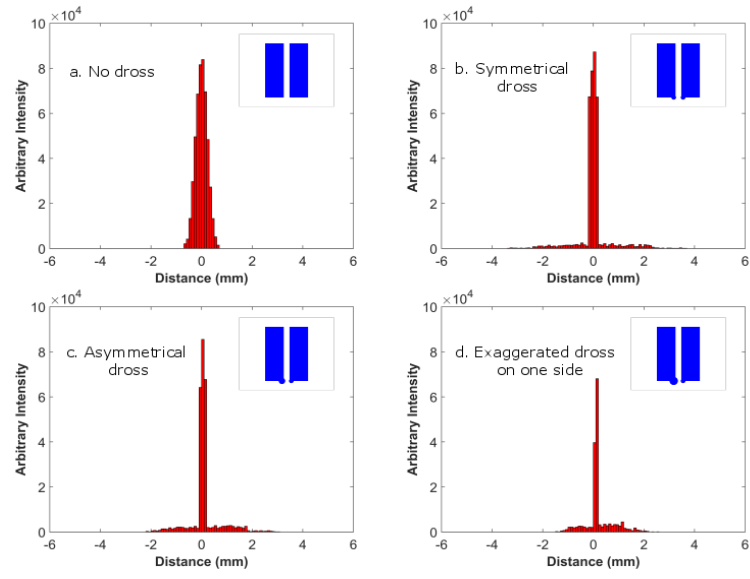 10 ×10⁴
8
6
4
2
0
-6 -4 -2 0 2 4 6
Distance (mm)
Arbitrary Intensity
a. No dross
10 ×10⁴
8
6
4
2
0
-6 -4 -2 0 2 4 6
Distance (mm)
Arbitrary Intensity
b. Symmetrical
dross
10 ×10⁴
8
6
4
2
0
-6 -4 -2 0 2 4 6
Distance (mm)
Arbitrary Intensity
c. Asymmetrical
dross
10 ×10⁴
8
6
4
2
0
-6 -4 -2 0 2 4 6
Distance (mm)
Arbitrary Intensity
d. Exaggerated dross
on one side